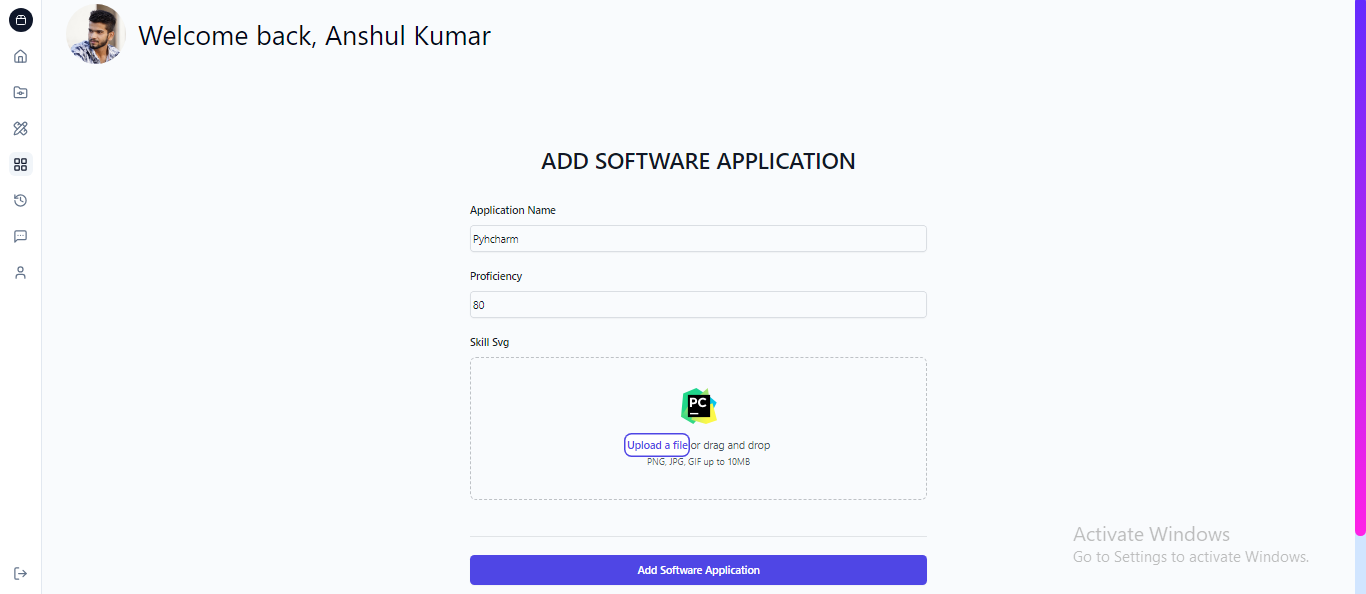 Welcome back, Anshul Kumar
ADD SOFTWARE APPLICATION
Application Name
Pyhcharm
Proficiency
80
Skill Svg
PC
Upload a file or drag and drop
PNG, JPG, GIF up to 10MB
Activate Windows
Go to Settings to activate Windows.
Add Software Application